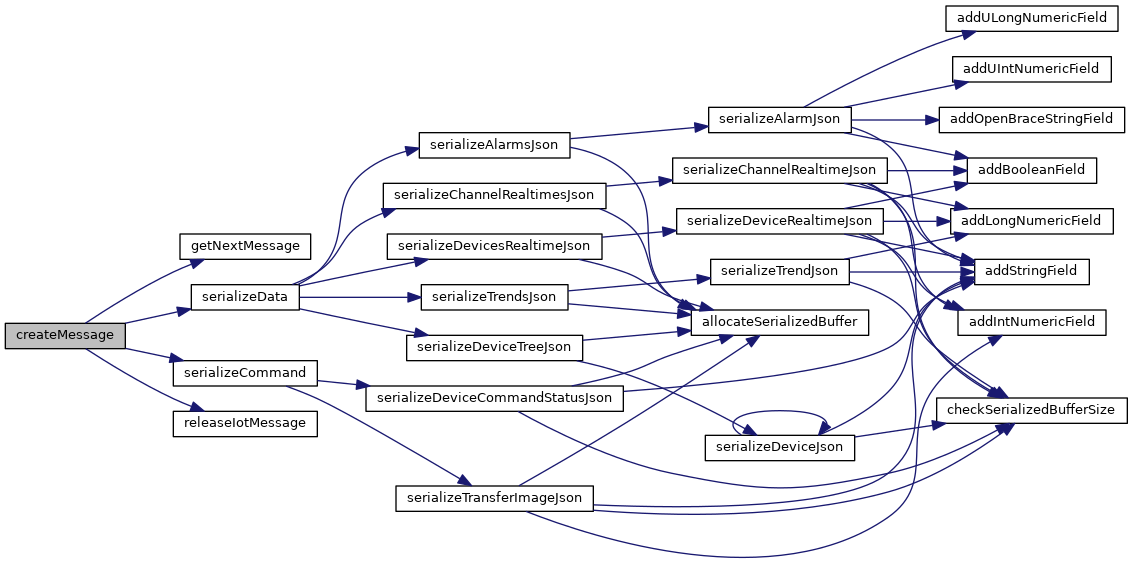 createMessage
getNextMessage
serializeData
serializeCommand
releaseIotMessage
serializeAlarmsJson
serializeChannelRealtimesJson
serializeDevicesRealtimeJson
serializeTrendsJson
serializeDeviceTreeJson
serializeDeviceCommandStatusJson
serializeTransferImageJson
serializeAlarmJson
serializeChannelRealtimeJson
serializeDeviceRealtimeJson
serializeTrendJson
allocateSerializedBuffer
serializeDeviceJson
addULongNumericField
addUIntNumericField
addOpenBraceStringField
addBooleanField
addLongNumericField
addStringField
addIntNumericField
checkSerializedBufferSize